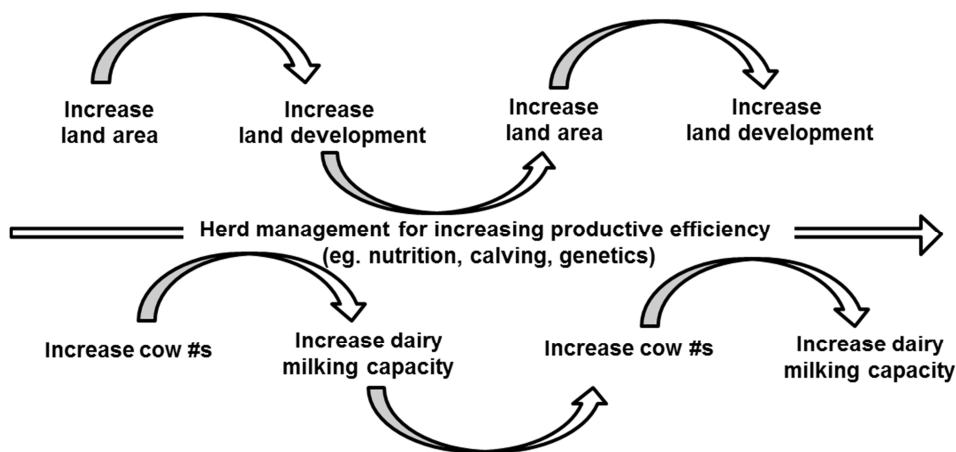 Increase
land area
Increase
land development
Increase
land area
Increase
land development
Herd management for increasing productive efficiency
(eg. nutrition, calving, genetics)
Increase cow #s
Increase dairy
milking capacity
Increase cow #s
Increase dairy
milking capacity